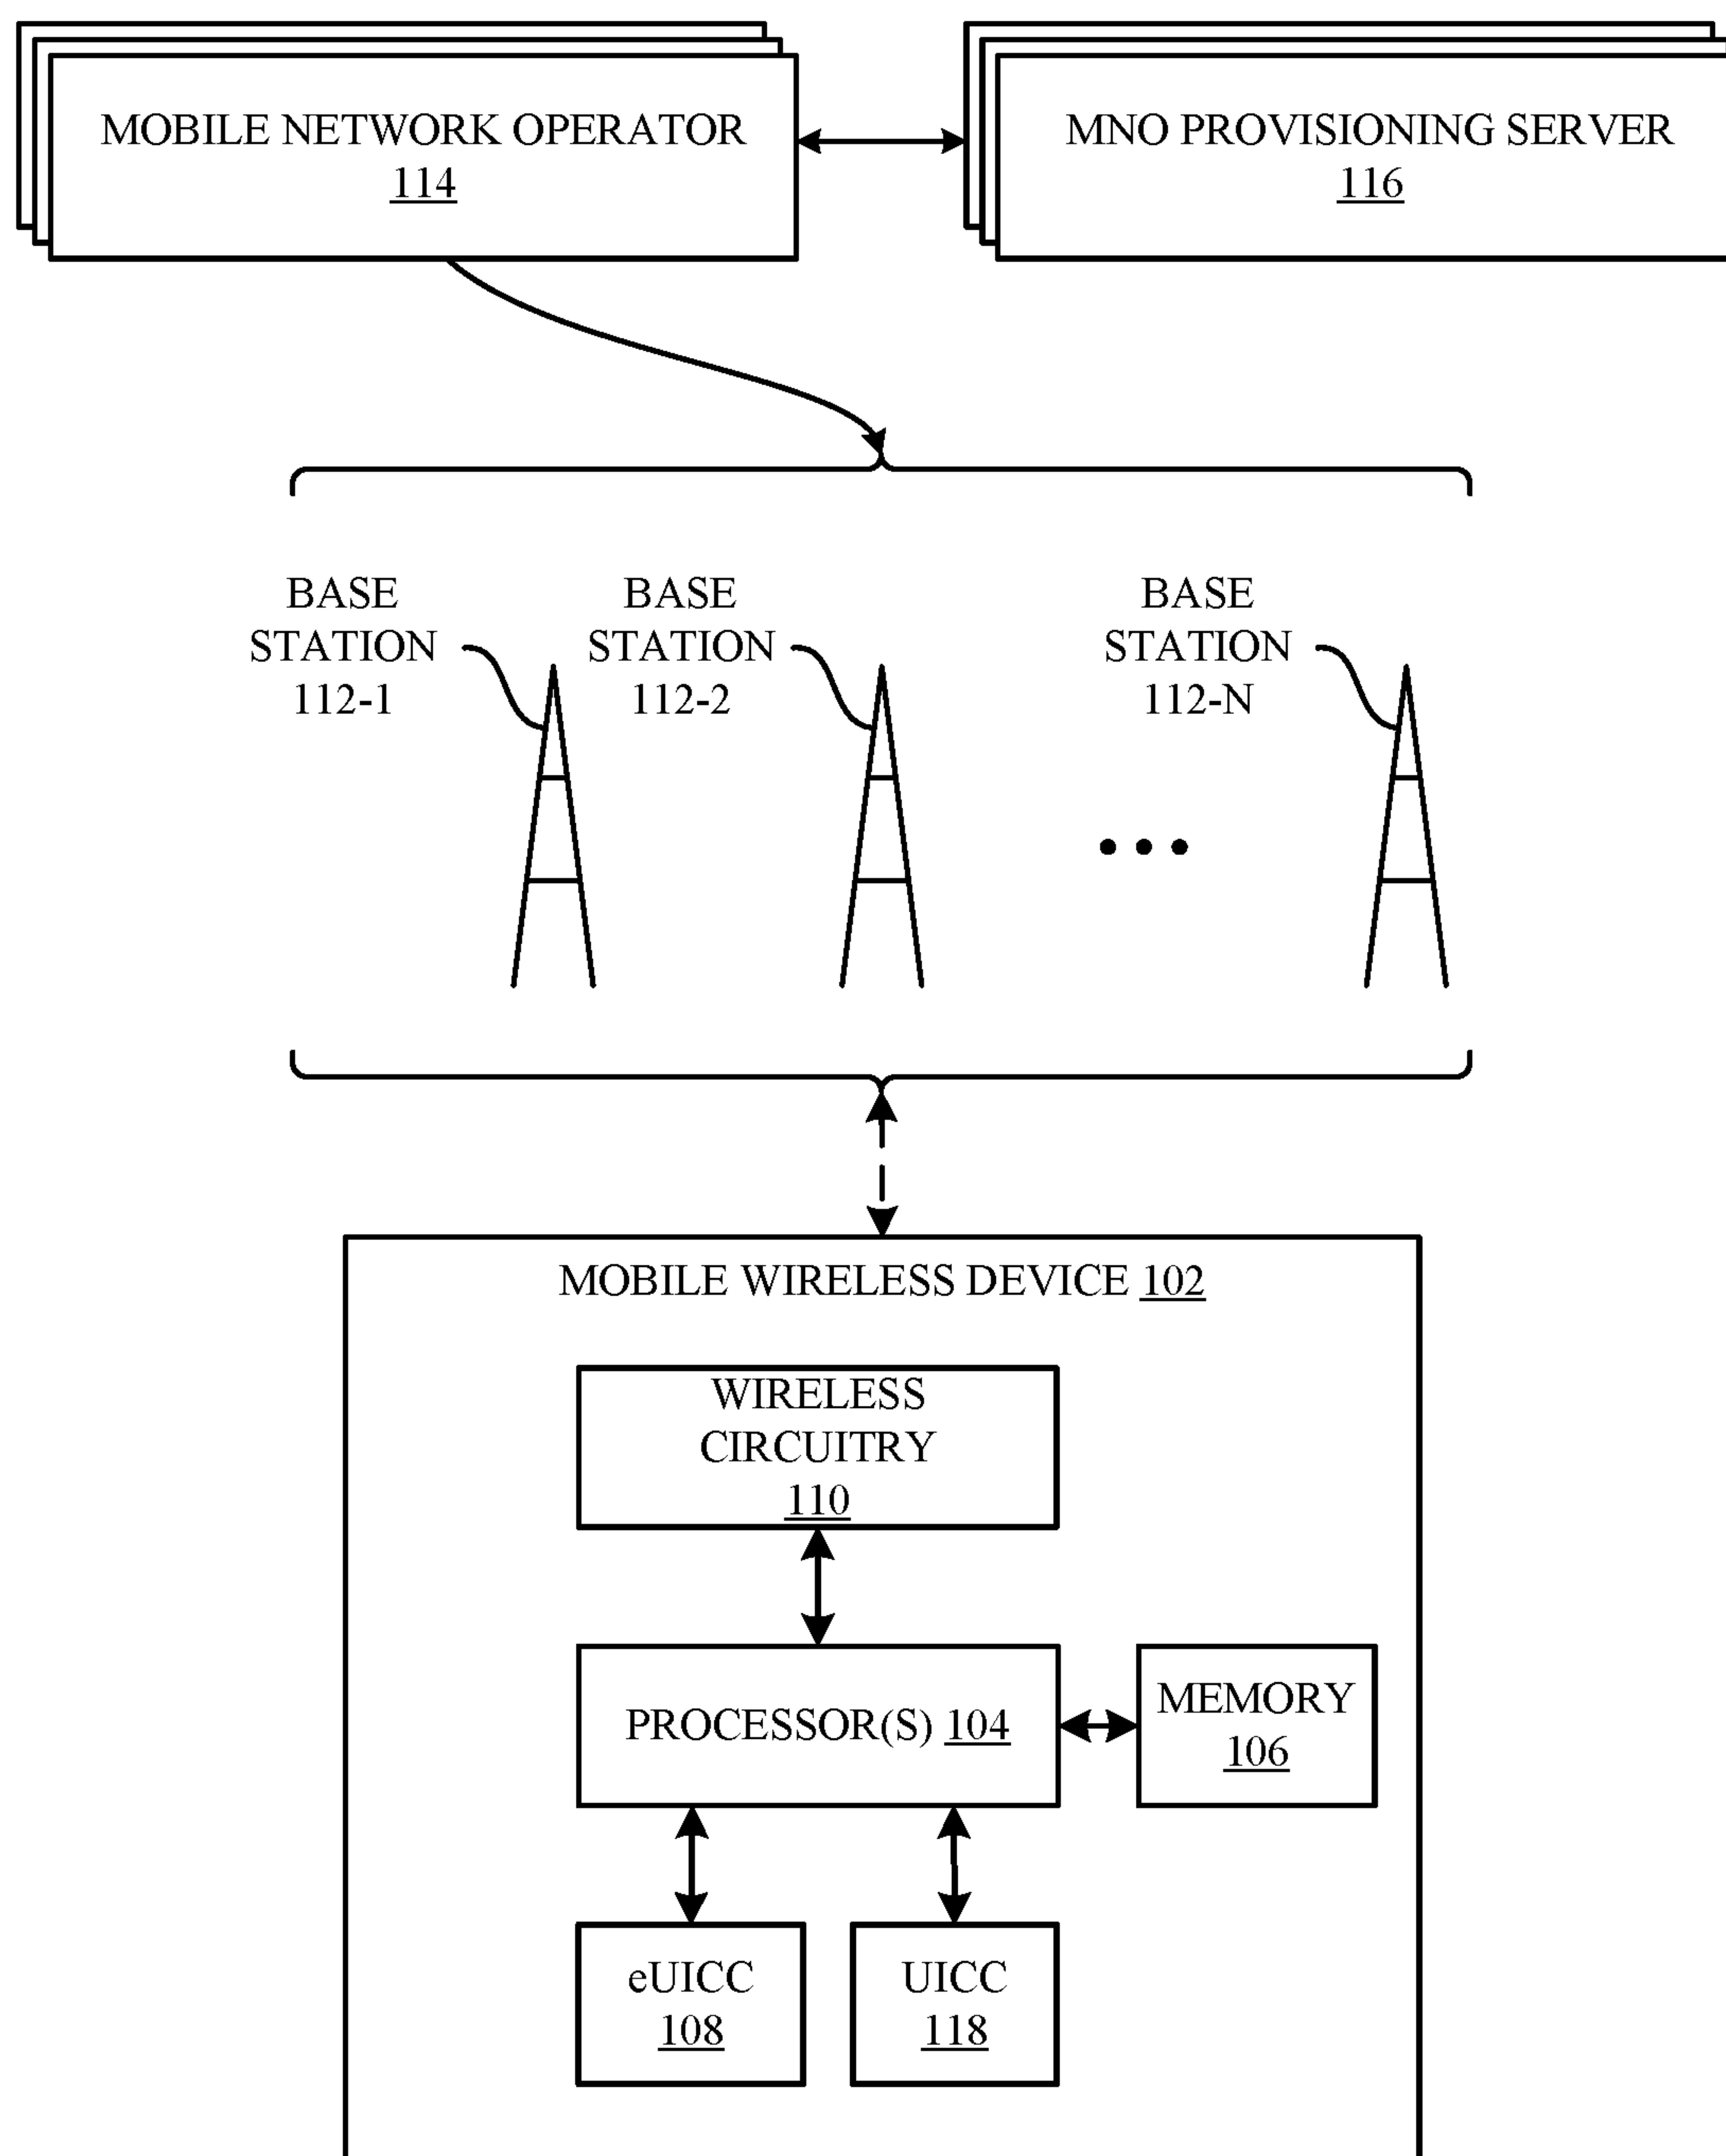 MOBILE NETWORK OPERATOR
114
MNO PROVISIONING SERVER
116
BASE
STATION
112-1
BASE
STATION
112-2
BASE
STATION
112-N
MOBILE WIRELESS DEVICE 102
WIRELESS
CIRCUITRY
110
PROCESSOR(S) 104
MEMORY
106
eUICC
108
UICC
118